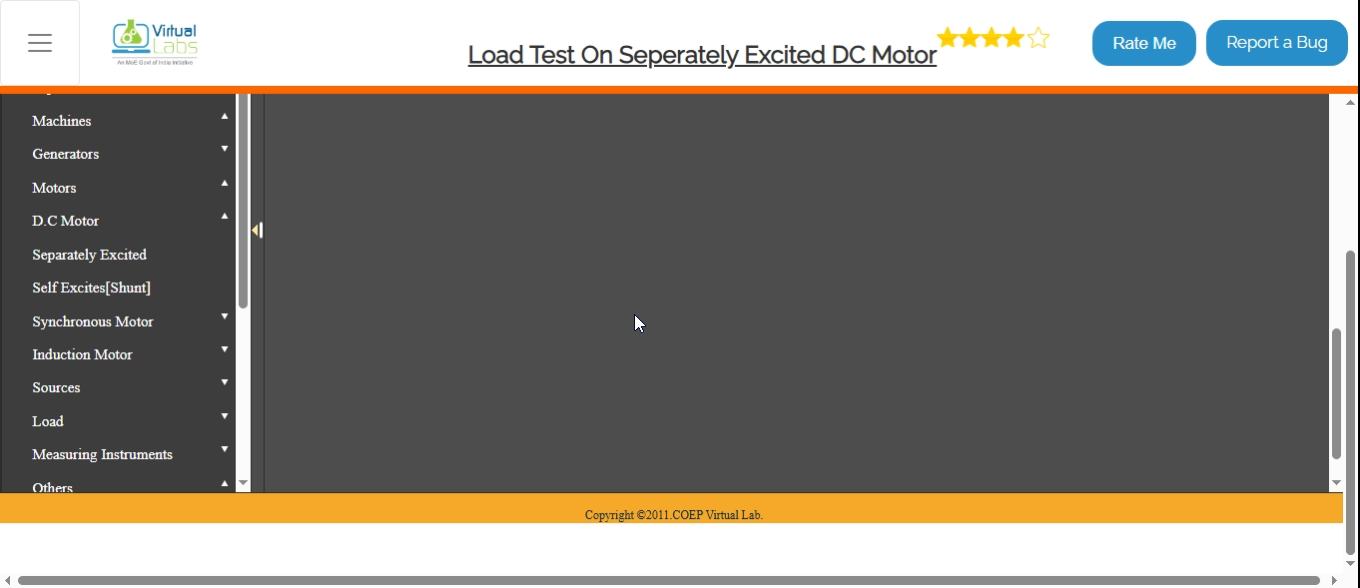 Virtual
Labs
An MoE Govt of India Initiative
Load Test On Seperately Excited DC Motor
Rate Me
Report a Bug
Machines
Generators
Motors
D.C Motor
Separately Excited
Self Excites[Shunt]
Synchronous Motor
Induction Motor
Sources
Load
Measuring Instruments
Others
Copyright ©2011.COEP Virtual Lab.